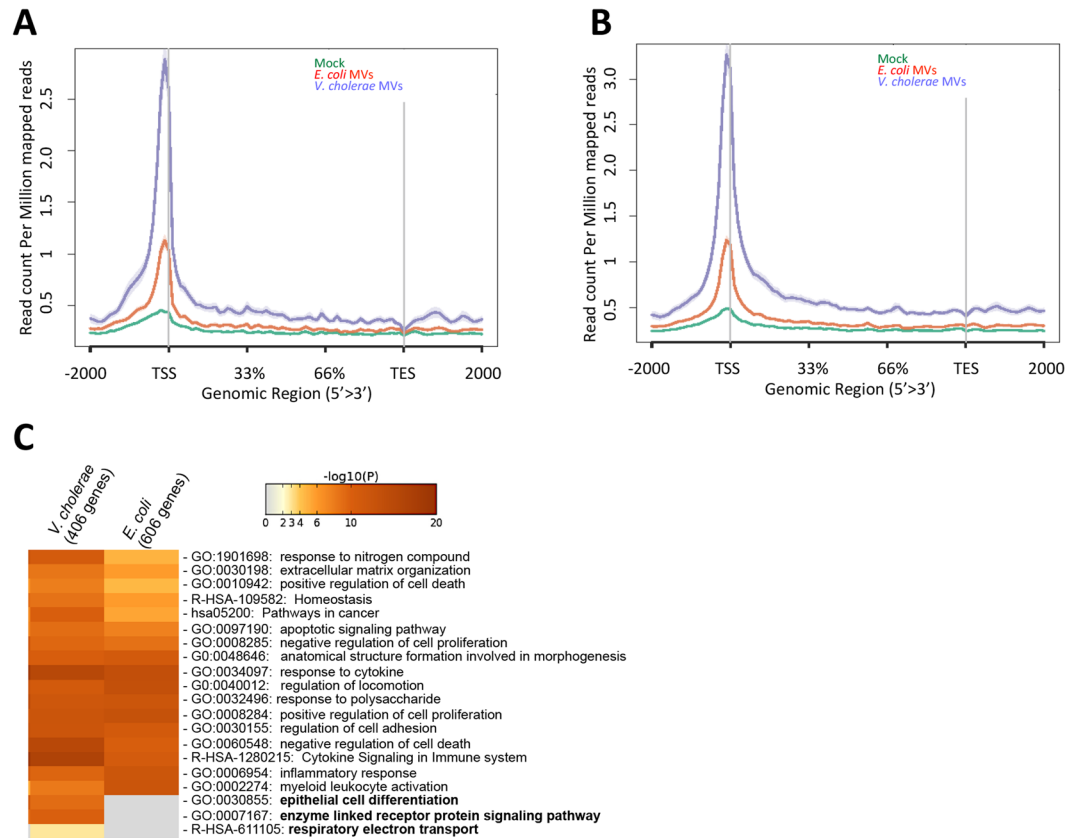 A
Read count Per Million mapped reads
2.5
2.0
1.5
1
0.5
Mock
E. coli MVs
V. cholerae MVs
-2000 TSS 33% 66% TES 2000
Genomic Region (5’>3’)
B
Read count Per Million mapped reads
3.0
2.5
2.0
1.5
1.0
0.5
Mock
E. coli MVs
V. cholerae MVs
-2000 TSS 33% 66% TES 2000
Genomic Region (5’>3’)
C
V. cholerae
(406 genes)
E. coli
(606 genes)
-log10(P)
0 2 3 4 6 10 20
- GO:1901698: response to nitrogen compound
- GO:0030198: extracellular matrix organization
- GO:0010942: positive regulation of cell death
- R-HSA-109582: Homeostasis
- hsa05200: Pathways in cancer
- GO:0097190: apoptotic signaling pathway
- GO:0008285: negative regulation of cell proliferation
- G0:0048646: anatomical structure formation involved in morphogenesis
- GO:0034097: response to cytokine
- G0:0040012: regulation of locomotion
- GO:0032496: response to polysaccharide
- GO:0008284: positive regulation of cell proliferation
- GO:0030155: regulation of cell adhesion
- GO:0060548: negative regulation of cell death
- R-HSA-1280215: Cytokine Signaling in Immune system
- GO:0006954: inflammatory response
- GO:0002274: myeloid leukocyte activation
- GO:0030855: epithelial cell differentiation
- GO:0007167: enzyme linked receptor protein signaling pathway
- R-HSA-611105: respiratory electron transport